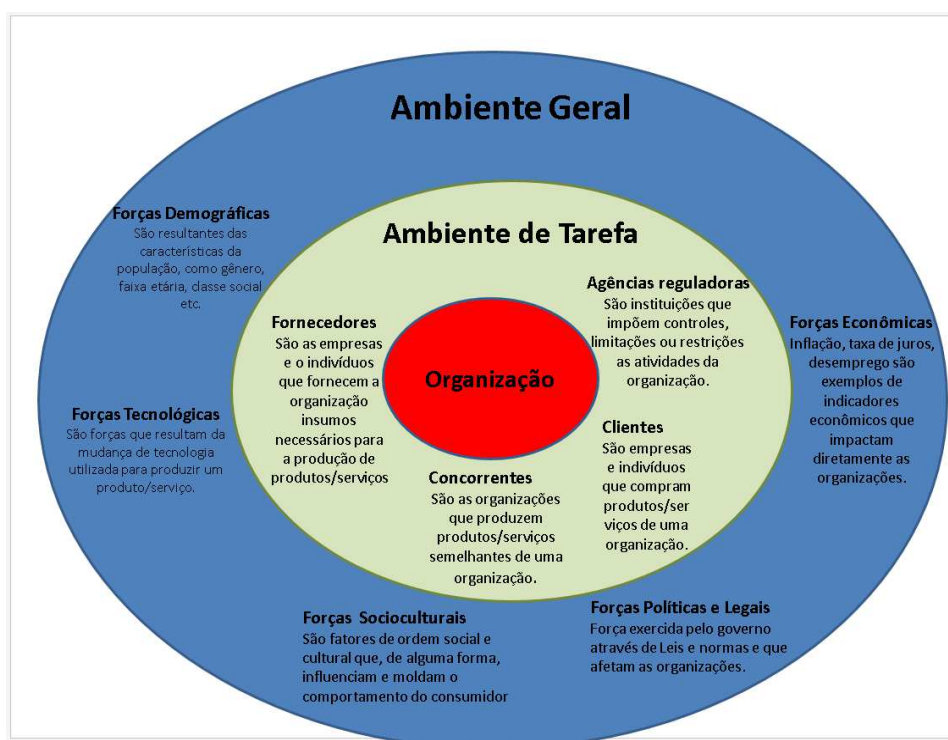 Ambiente Geral
Forças Demográficas
São resultantes das
características da
população, como gênero,
faixa etária, classe social
etc.
Forças Tecnológicas
São forças que resultam da
mudança de tecnologia
utilizada para produzir um
produto/serviço.
Ambiente de Tarefa
Fornecedores
São as empresas
e o indivíduos
que fornecem a
organização
insumos
necessários para
a produção de
produtos/serviços
Organização
Agências reguladoras
São instituições que
impõem controles,
limitações ou restrições
as atividades da
organização.
Clientes
São empresas
e indivíduos
que compram
produtos/ser
viços de uma
organização.
Concorrentes
São as organizações
que produzem
produtos/serviços
semelhantes de uma
organização.
Forças Econômicas
Inflação, taxa de juros,
desemprego são
exemplos de
indicadores
econômicos que
impactam
diretamente as
organizações.
Forças Socioculturais
São fatores de ordem social e
cultural que, de alguma forma,
influenciam e moldam o
comportamento do consumidor
Forças Políticas e Legais
Força exercida pelo governo
através de Leis e normas e que
afetam as organizações.